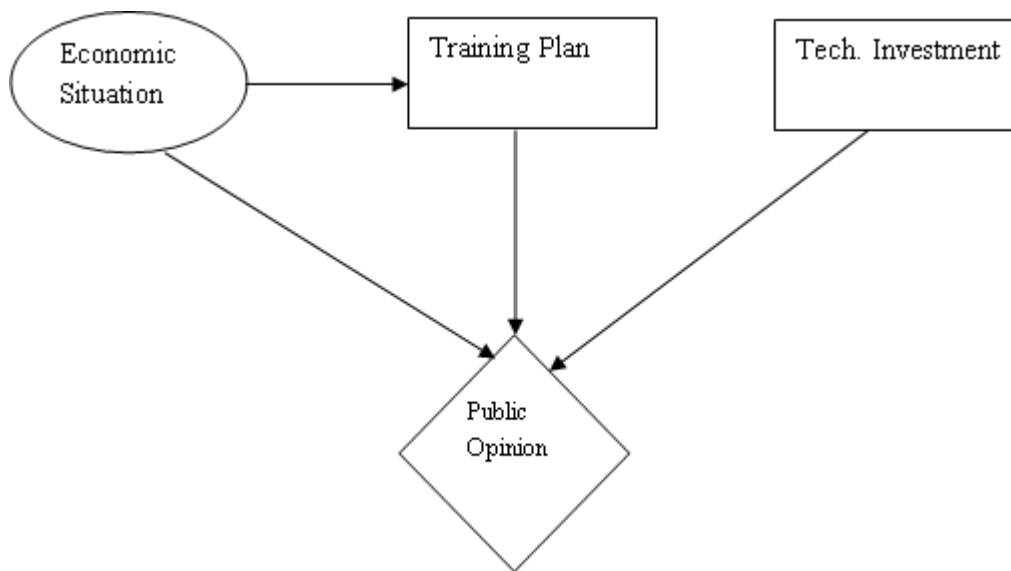 Economic
Situation
Training Plan
Tech. Investment
Public
Opinion